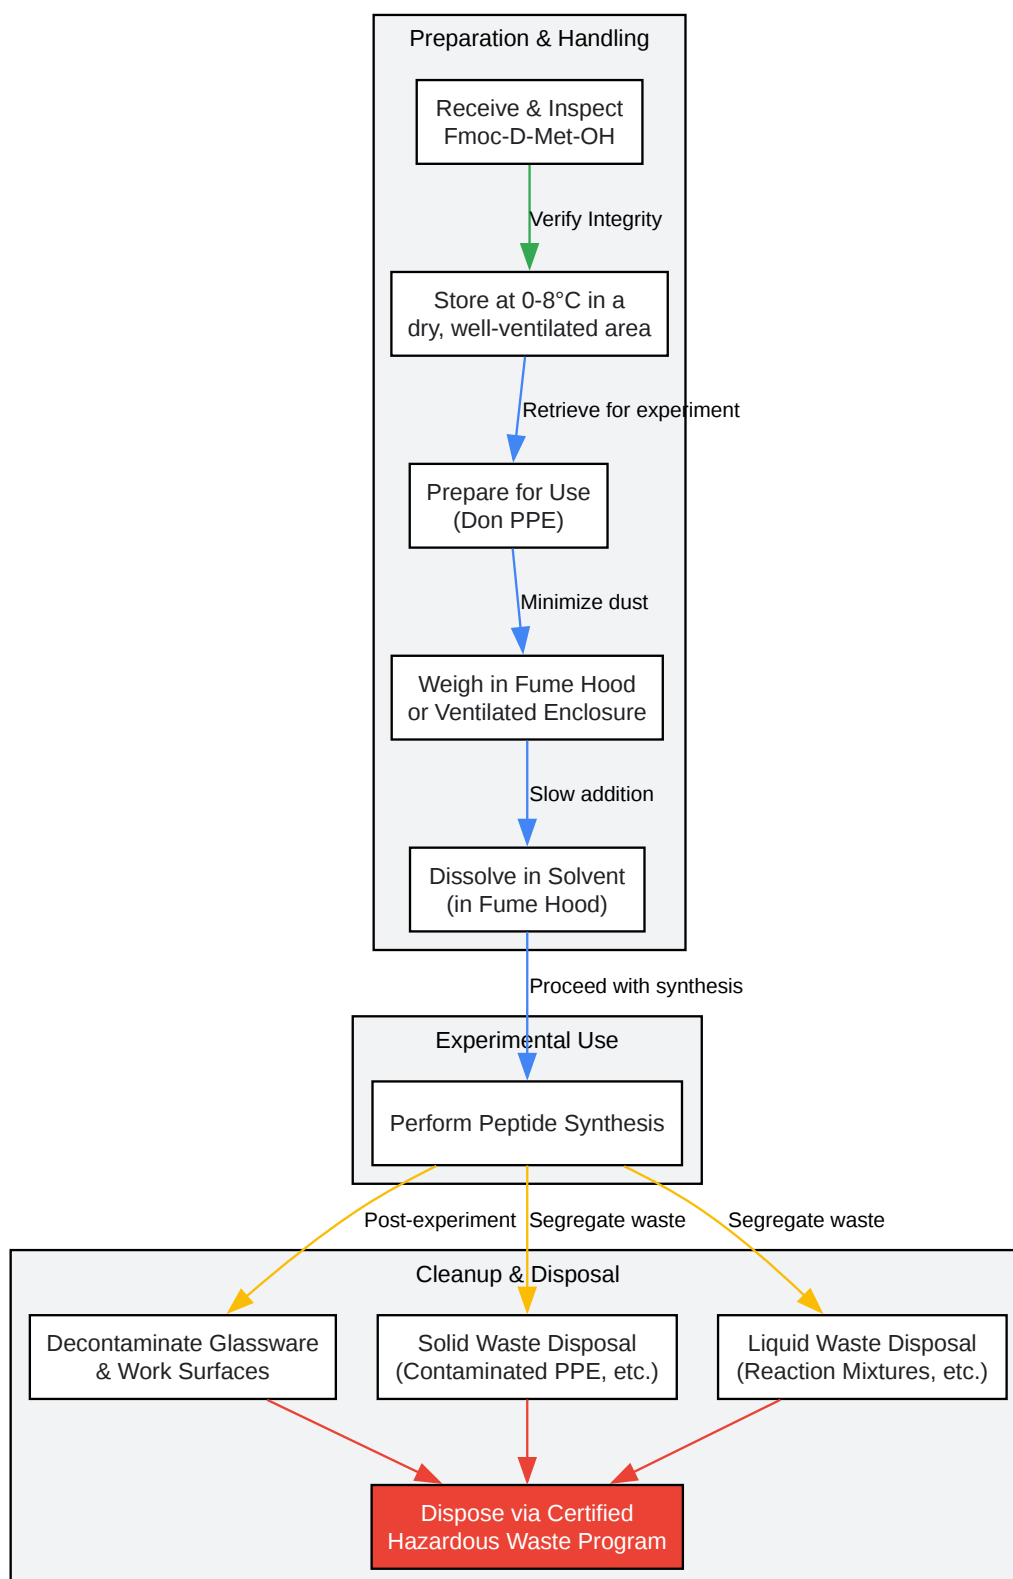 Preparation & Handling
Receive & Inspect
Fmoc-D-Met-OH
Verify Integrity
Store at 0-8°C in a
dry, well-ventilated area
Retrieve for experiment
Prepare for Use
(Don PPE)
Minimize dust
Weigh in Fume Hood
or Ventilated Enclosure
Slow addition
Dissolve in Solvent
(in Fume Hood)
Proceed with synthesis
Experimental Use
Perform Peptide Synthesis
Post-experiment
Segregate waste
Segregate waste
Cleanup & Disposal
Decontaminate Glassware
& Work Surfaces
Solid Waste Disposal
(Contaminated PPE, etc.)
Liquid Waste Disposal
(Reaction Mixtures, etc.)
Dispose via Certified
Hazardous Waste Program